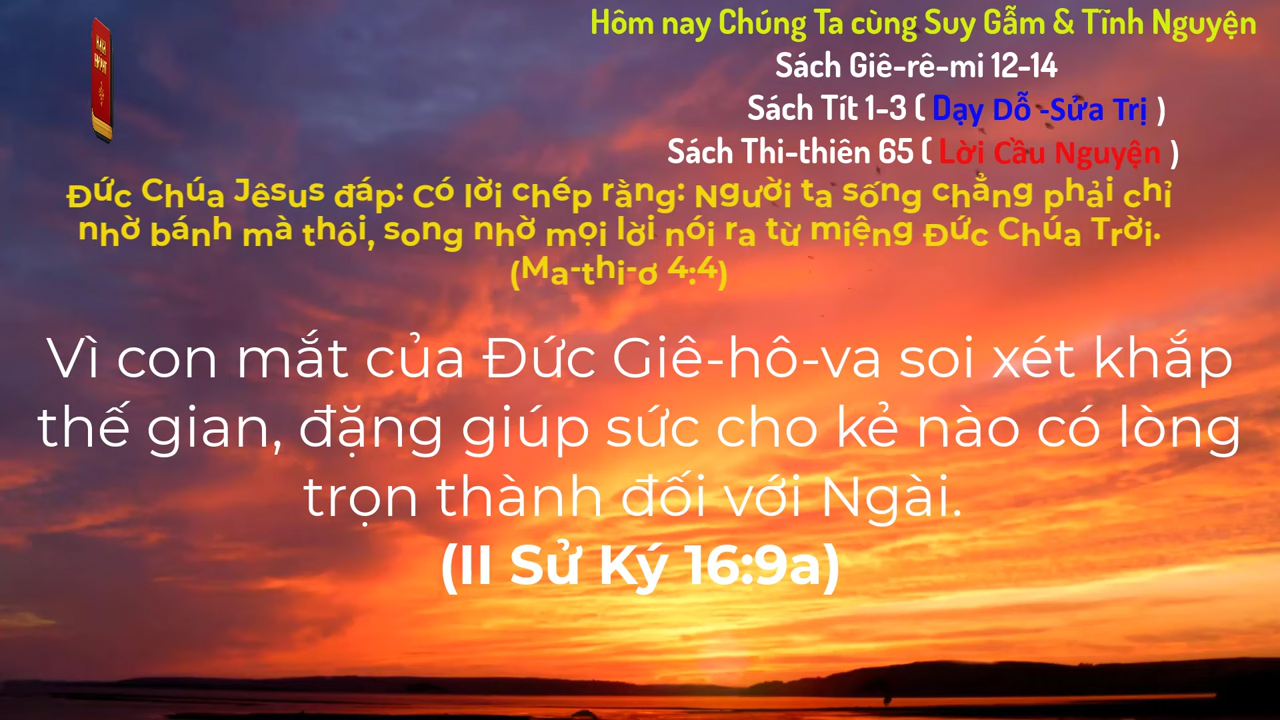 Hôm nay Chúng Ta cùng Suy Gẫm & Tĩnh Nguyện
Sách Giê-rê-mi 12-14
Sách Tít 1-3 ( Dạy Dỗ -Sửa Trị )
Sách Thi-thiên 65 ( Lời Cầu Nguyện )
Đức Chúa Jêsus đáp: Có lời chép rằng: Người ta sống chẳng phải chỉ
nhờ bánh mà thôi, song nhờ mọi lời nói ra từ miệng Đức Chúa Trời.
(Ma-thi-ơ 4:4)
Vì con mắt của Đức Giê-hô-va soi xét khắp
thế gian, đặng giúp sức cho kẻ nào có lòng
trọn thành đối với Ngài.
(II Sử Ký 16:9a)